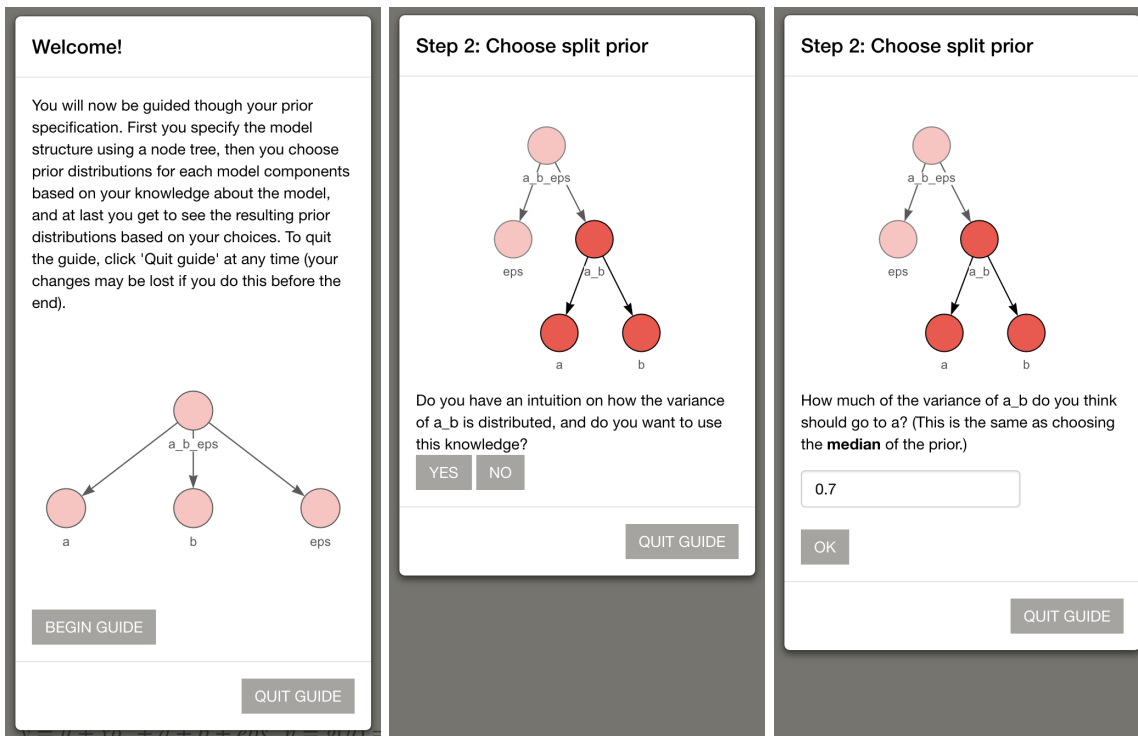 Welcome!
You will now be guided though your prior
specification. First you specify the model
structure using a node tree, then you choose
prior distributions for each model components
based on your knowledge about the model,
and at last you get to see the resulting prior
distributions based on your choices. To quit
the guide, click 'Quit guide' at any time (your
changes may be lost if you do this before the
end).
a_b_eps
a
b
eps
BEGIN GUIDE
QUIT GUIDE
Step 2: Choose split prior
a_b_eps
eps
a_b
a
b
Do you have an intuition on how the variance
of a_b is distributed, and do you want to use
this knowledge?
YES
NO
QUIT GUIDE
Step 2: Choose split prior
a_b_eps
eps
a_b
a
b
How much of the variance of a_b do you think
should go to a? (This is the same as choosing
the median of the prior.)
0.7
OK
QUIT GUIDE